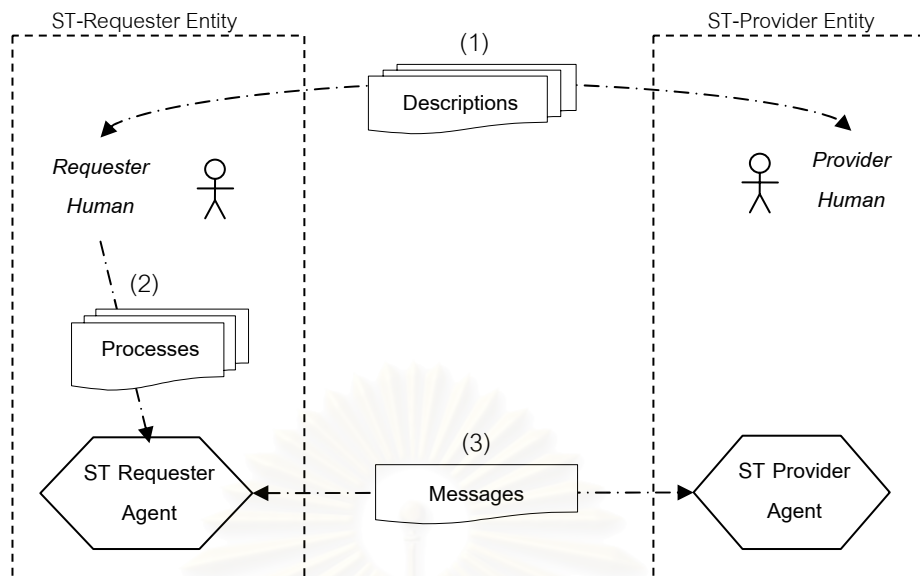 ST-Requester Entity
ST-Provider Entity
(1)
Descriptions
Requester
Human
Provider
Human
(2)
Processes
ST Requester
Agent
(3)
Messages
ST Provider
Agent